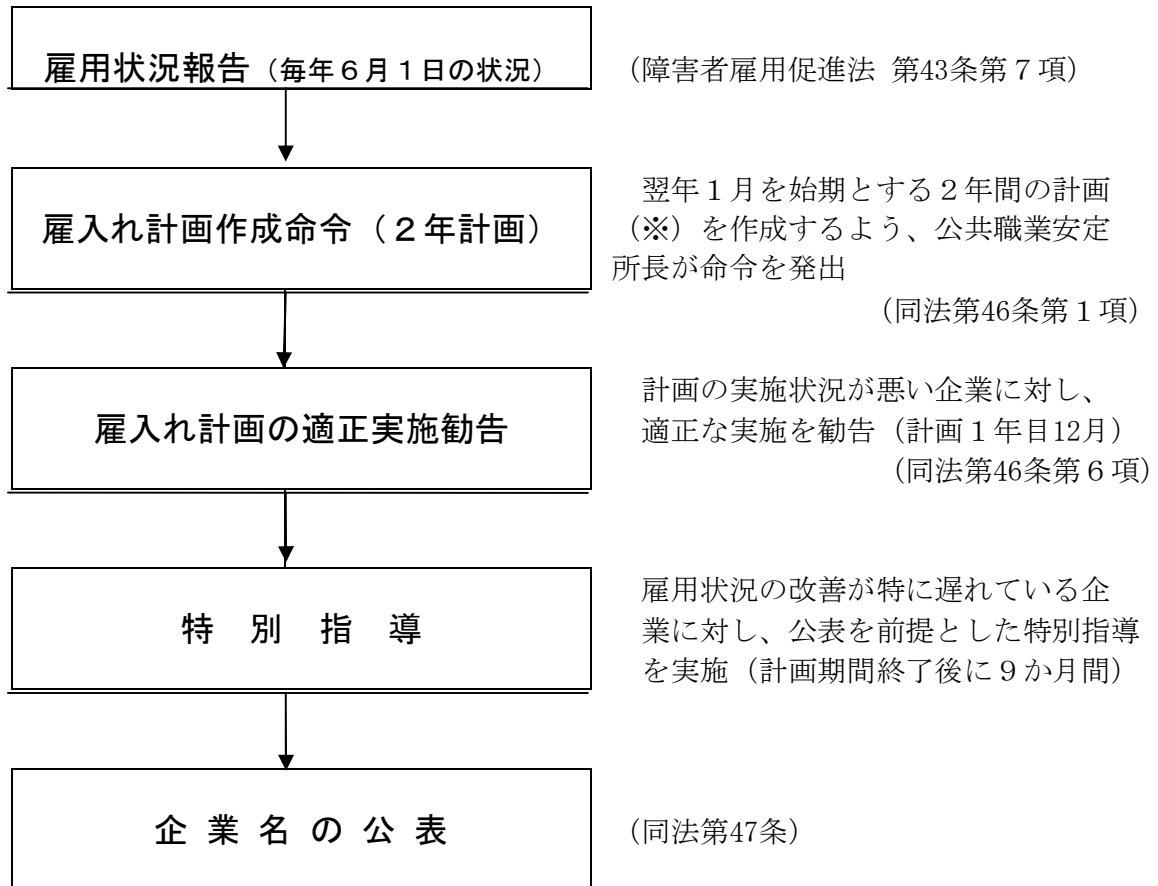 雇用状況報告（毎年６月１日の状況）
（障害者雇用促進法 第43条第７項）
雇入れ計画作成命令（２年計画）
翌年１月を始期とする２年間の計画
（※）を作成するよう、公共職業安定
所長が命令を発出
（同法第46条第１項）
雇入れ計画の適正実施勧告
計画の実施状況が悪い企業に対し、
適正な実施を勧告（計画１年目12月）
（同法第46条第６項）
特　別　指　導
雇用状況の改善が特に遅れている企
業に対し、公表を前提とした特別指導
を実施（計画期間終了後に９か月間）
企 業 名 の 公 表
（同法第47条）